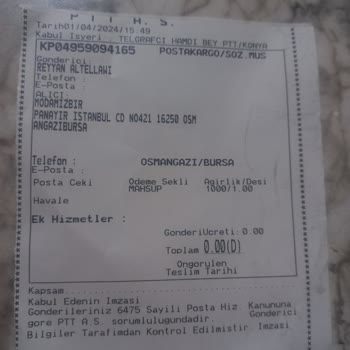 P T T A. S.
Tarih01/04/2024/15:49
Kabul Isyeri.. TELGRAFCI HAMDI BEY PTT/KONYA
KP04959094165 POSTAKARGO/SOZ.MUS
Gonderici:
REYYAN ALTELLAWI
Telefon :
E-Posta :
ALICI:
MODAMIZBIR
PANAYIR ISTANBUL CD NO421 16250 OSM
ANGAZIBURSA
Telefon : OSMANGAZI/BURSA
E-Posta :
Posta Ceki Odeme Sekli Agirlik/Desi
MAHSUP 1000/1.00
Havale
Ek Hizmetler :
GonderiUcreti: 0.00
Toplam 0.00(D)
Ongorulen
Teslim Tarihi
Kapsam
Kabul Edenin Imzasi
Gonderileriniz 6475 Sayili Posta Hiz Kanununa
gore PTT A S. sorumlulugundadir. Gonderici
Bilgiler Tarafimdan Kontrol Edilmistir. Imzasi